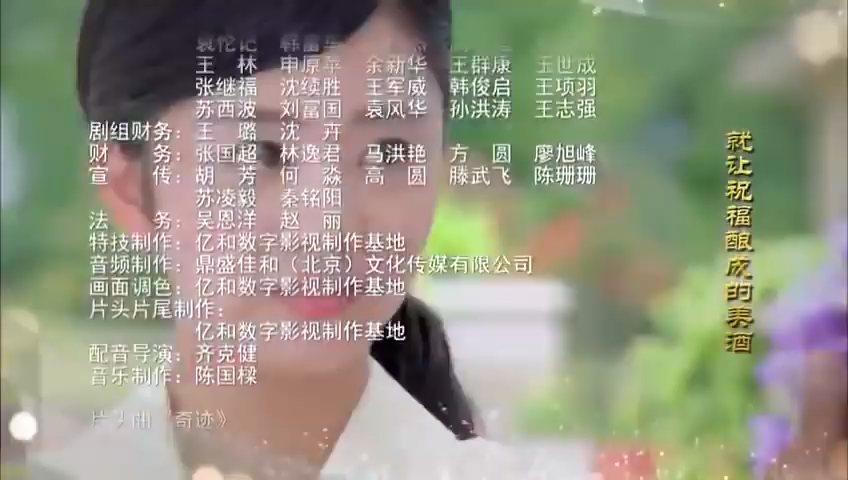 王 林 申原苹 余新华 王群康 王世成
张继福 沈续胜 王军威 韩俊启 王项羽
苏西波 刘富国 袁风华 孙洪涛 王志强
剧组财务：王 璐 沈 卉
财 务：张国超 林逸君 马洪艳 方 圆 廖旭峰
宣 传：胡 芳 何 淼 高 圆 滕武飞 陈珊珊
苏凌毅 秦铭阳
法 务：吴恩洋 赵 丽
特技制作：亿和数字影视制作基地
音频制作：鼎盛佳和（北京）文化传媒有限公司
画面调色：亿和数字影视制作基地
片头片尾制作：
亿和数字影视制作基地
配音导演：齐克健
音乐制作：陈国樑
片头曲《奇迹》
就让祝福酿成的美酒